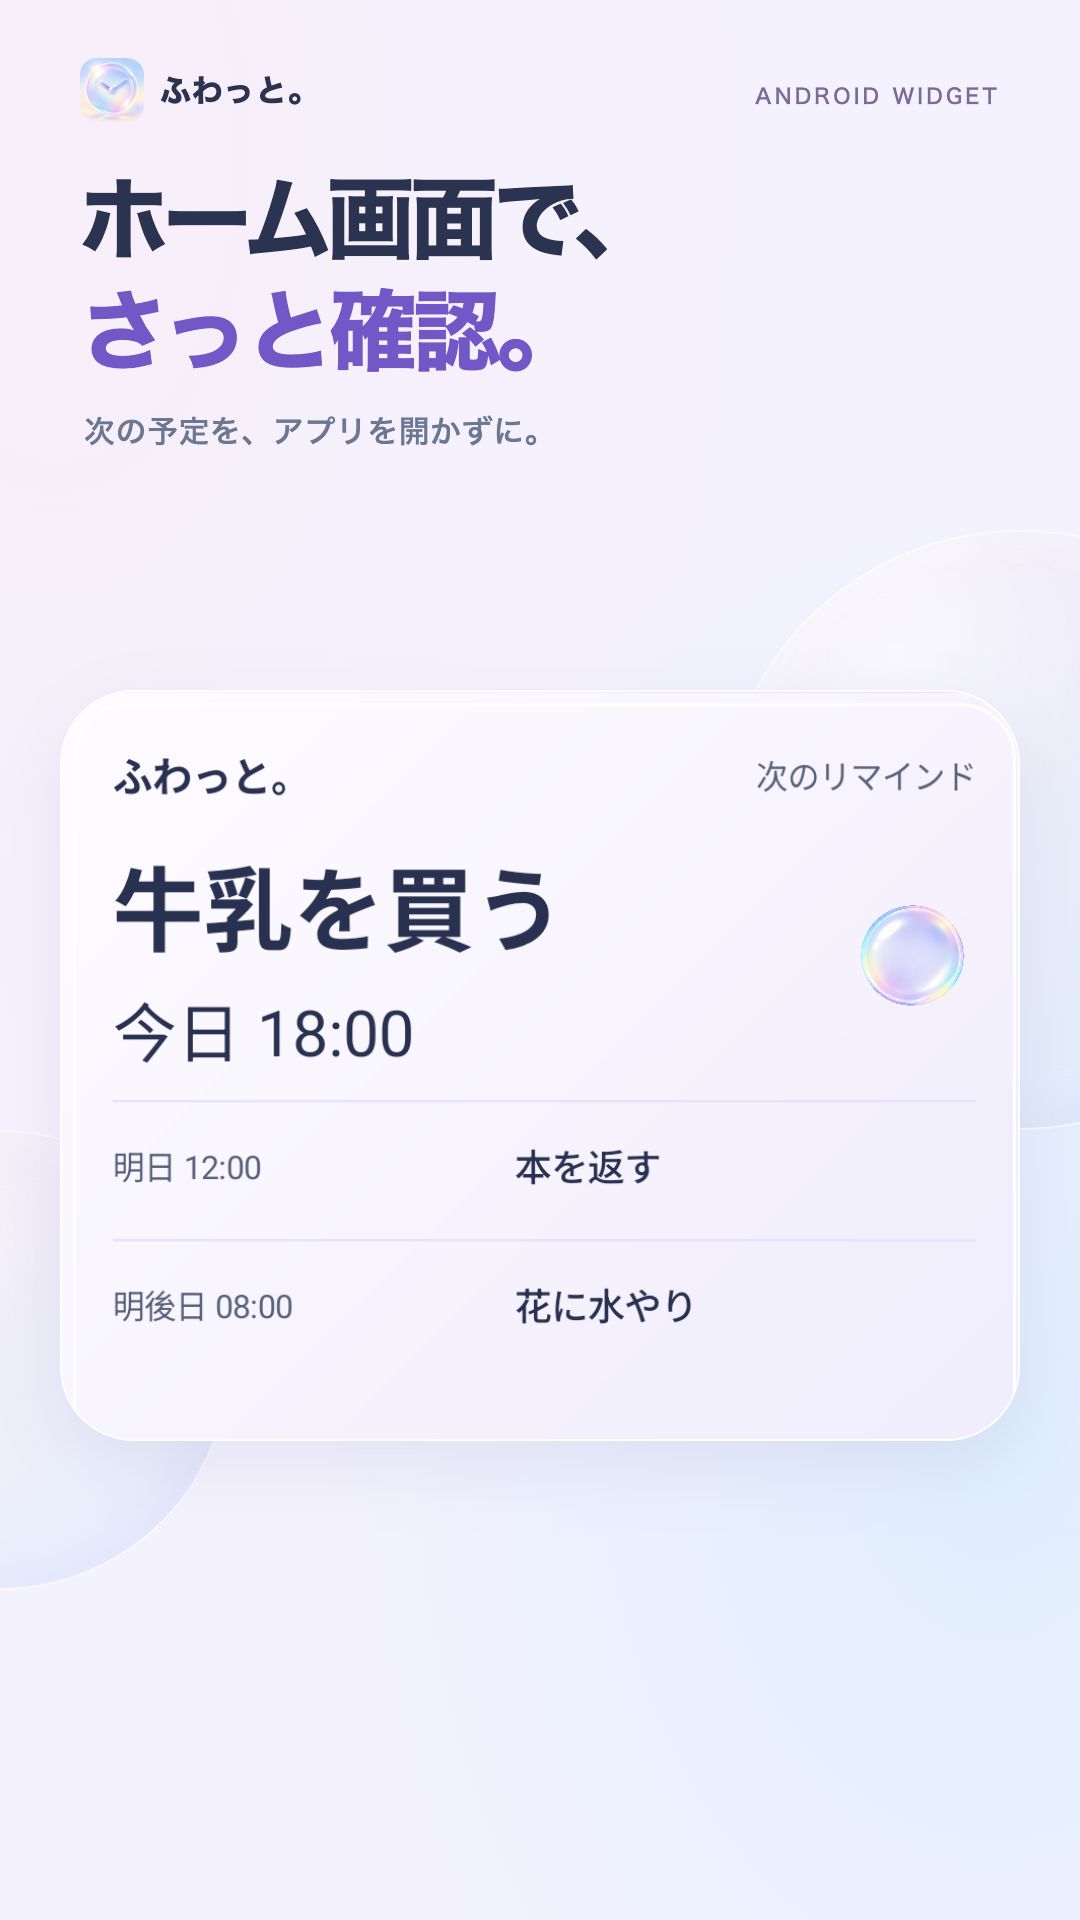 ふわっと。
ANDROID WIDGET
ホーム画面で、
さっと確認。
次の予定を、アプリを開かずに。
ふわっと。
次のリマインド
牛乳を買う
今日 18:00
明日 12:00
本を返す
明後日 08:00
花に水やり